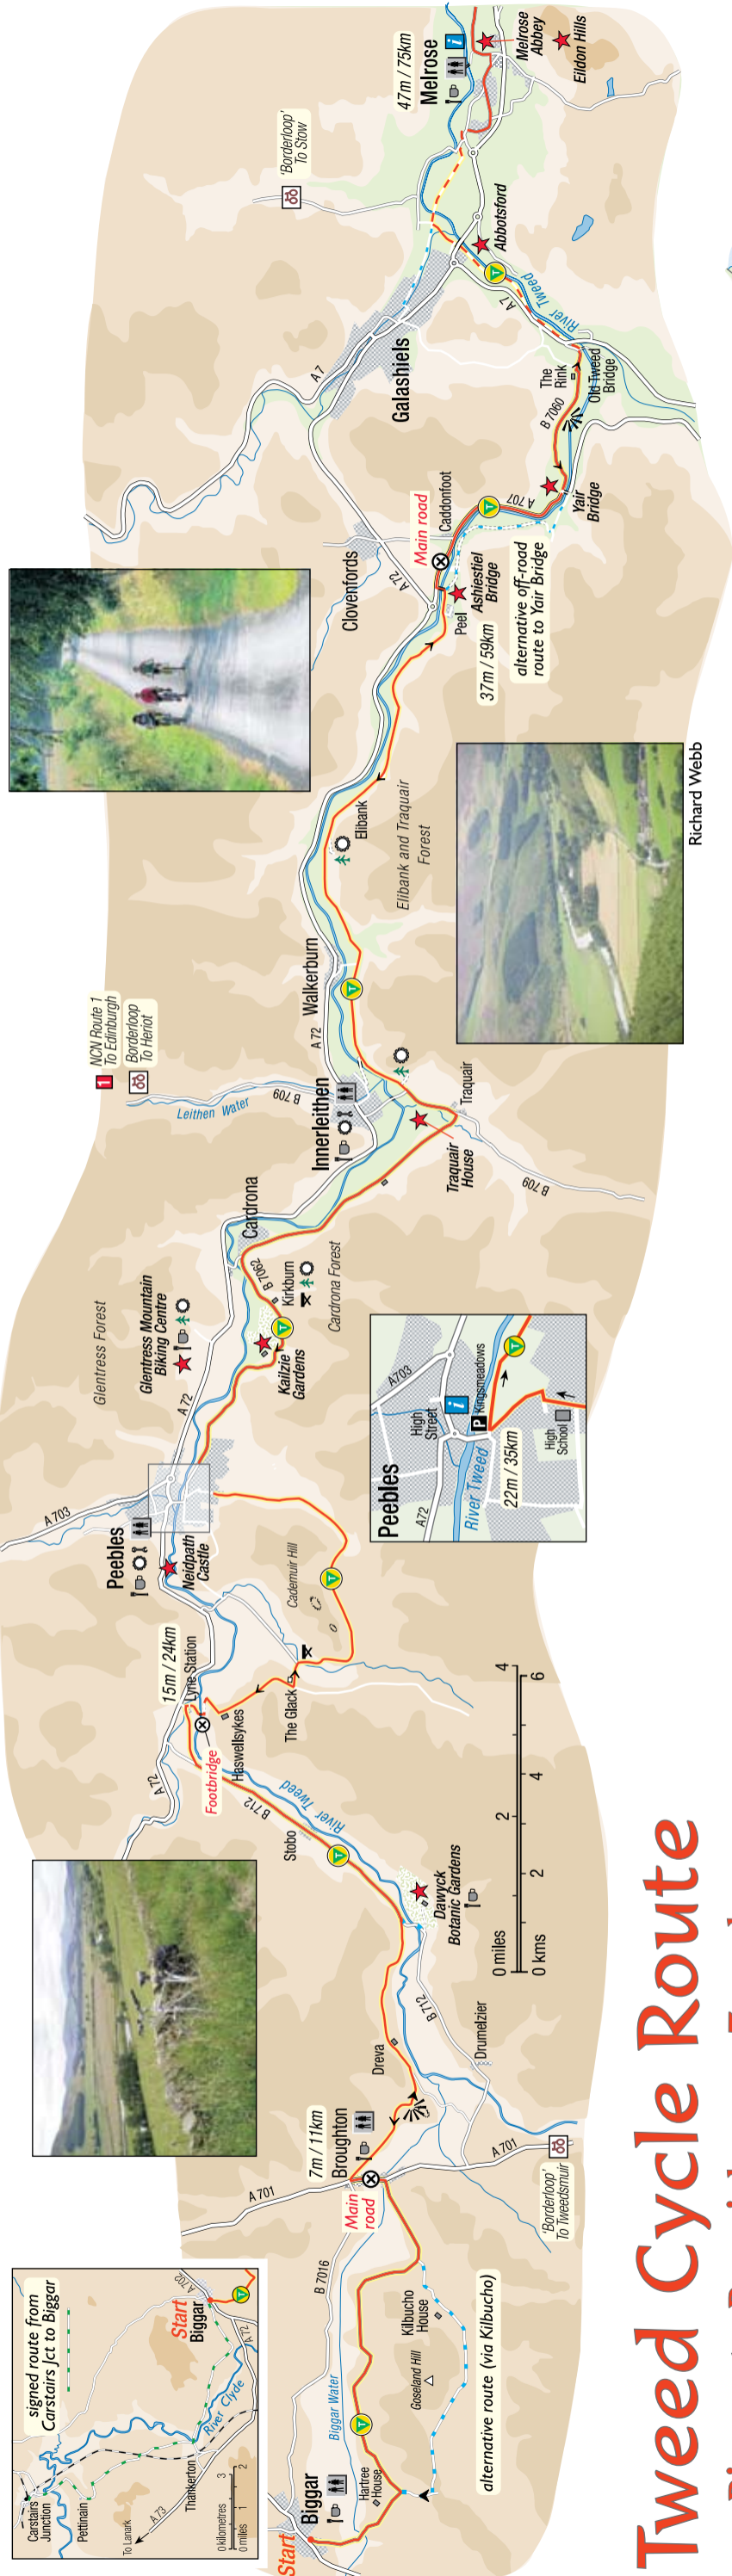 Tweed Cycle Route
signed route from
Carstairs Jct to Biggar
Carstairs
Junction
Pettinain
To Lanark
A 73
Thankerton
River Clyde
A 72
A 702
Start
Biggar
0 kilometres 3
0 miles 1 2
Start
Biggar
Hartree
House
Biggar Water
B 7016
Goseland Hill
Kilbucho
House
alternative route (via Kilbucho)
7m / 11km
Broughton
Main
road
A 701
A 701
'Borderloop'
To Tweedsmuir
Dreva
Drumelzier
B 712
Dawyck
Botanic Gardens
Stobo
B 712
River Tweed
Footbridge
Haswellsykes
A 72
15m / 24km
Lyne Station
The Glack
Cademuir Hill
0 miles 2 4
0 kms 2 4 6
Peebles
Neidpath
Castle
A 703
A 72
Glentress Forest
Glentress Mountain
Biking Centre
Kailzie
Gardens
Kirkburn
Cardrona Forest
B 7062
Cardrona
Peebles
A72
A703
High
Street
i
P
Kingsmeadows
River Tweed
22m / 35km
High
School
T
Innerleithen
Leithen Water
B 709
1
NCN Route 1
To Edinburgh
Borderloop
To Heriot
Traquair
House
Traquair
B 709
A 72
Walkerburn
Elibank
Elibank and Traquair
Forest
Richard Webb
Clovenfords
A 72
Main road
Caddonfoot
Peel
Ashiestiel
Bridge
37m / 59km
alternative off-road
route to Yair Bridge
A 707
Yair
Bridge
B 7060
The
Rink
Old Tweed
Bridge
Galashiels
A 7
A7
River Tweed
Abbotsford
'Borderloop'
To Stow
47m / 75km
Melrose
i
Melrose
Abbey
Eildon Hills